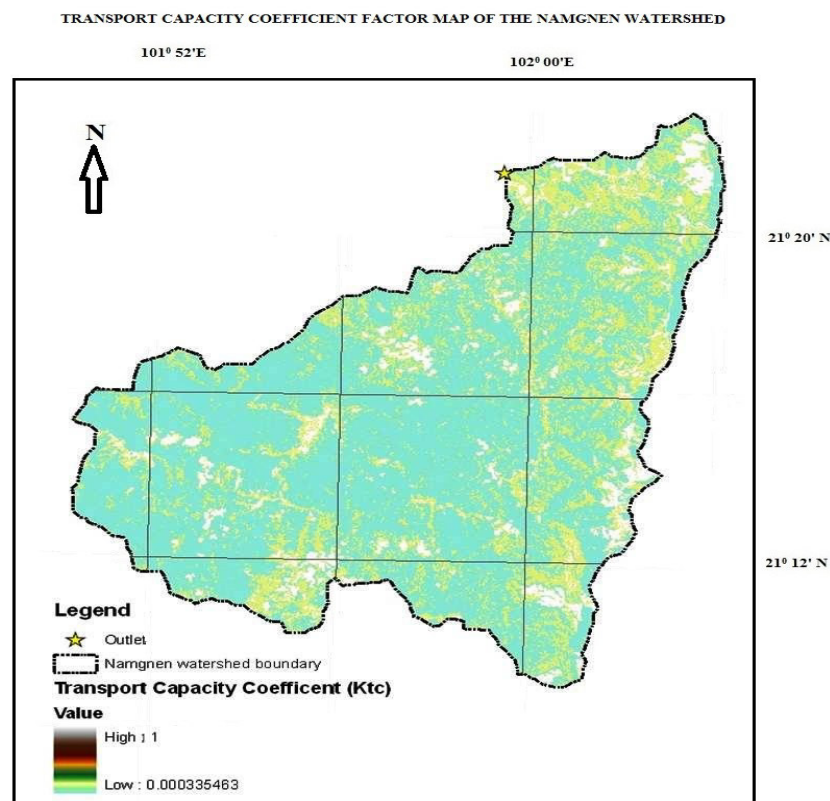 TRANSPORT CAPACITY COEFFICIENT FACTOR MAP OF THE NAMGNEN WATERSHED
101⁰ 52'E
102⁰ 00'E
N
21⁰ 20' N
21⁰ 12' N
Legend
Outlet
Namgnen watershed boundary
Transport Capacity Coefficent (Ktc)
Value
High : 1
Low : 0.000335463